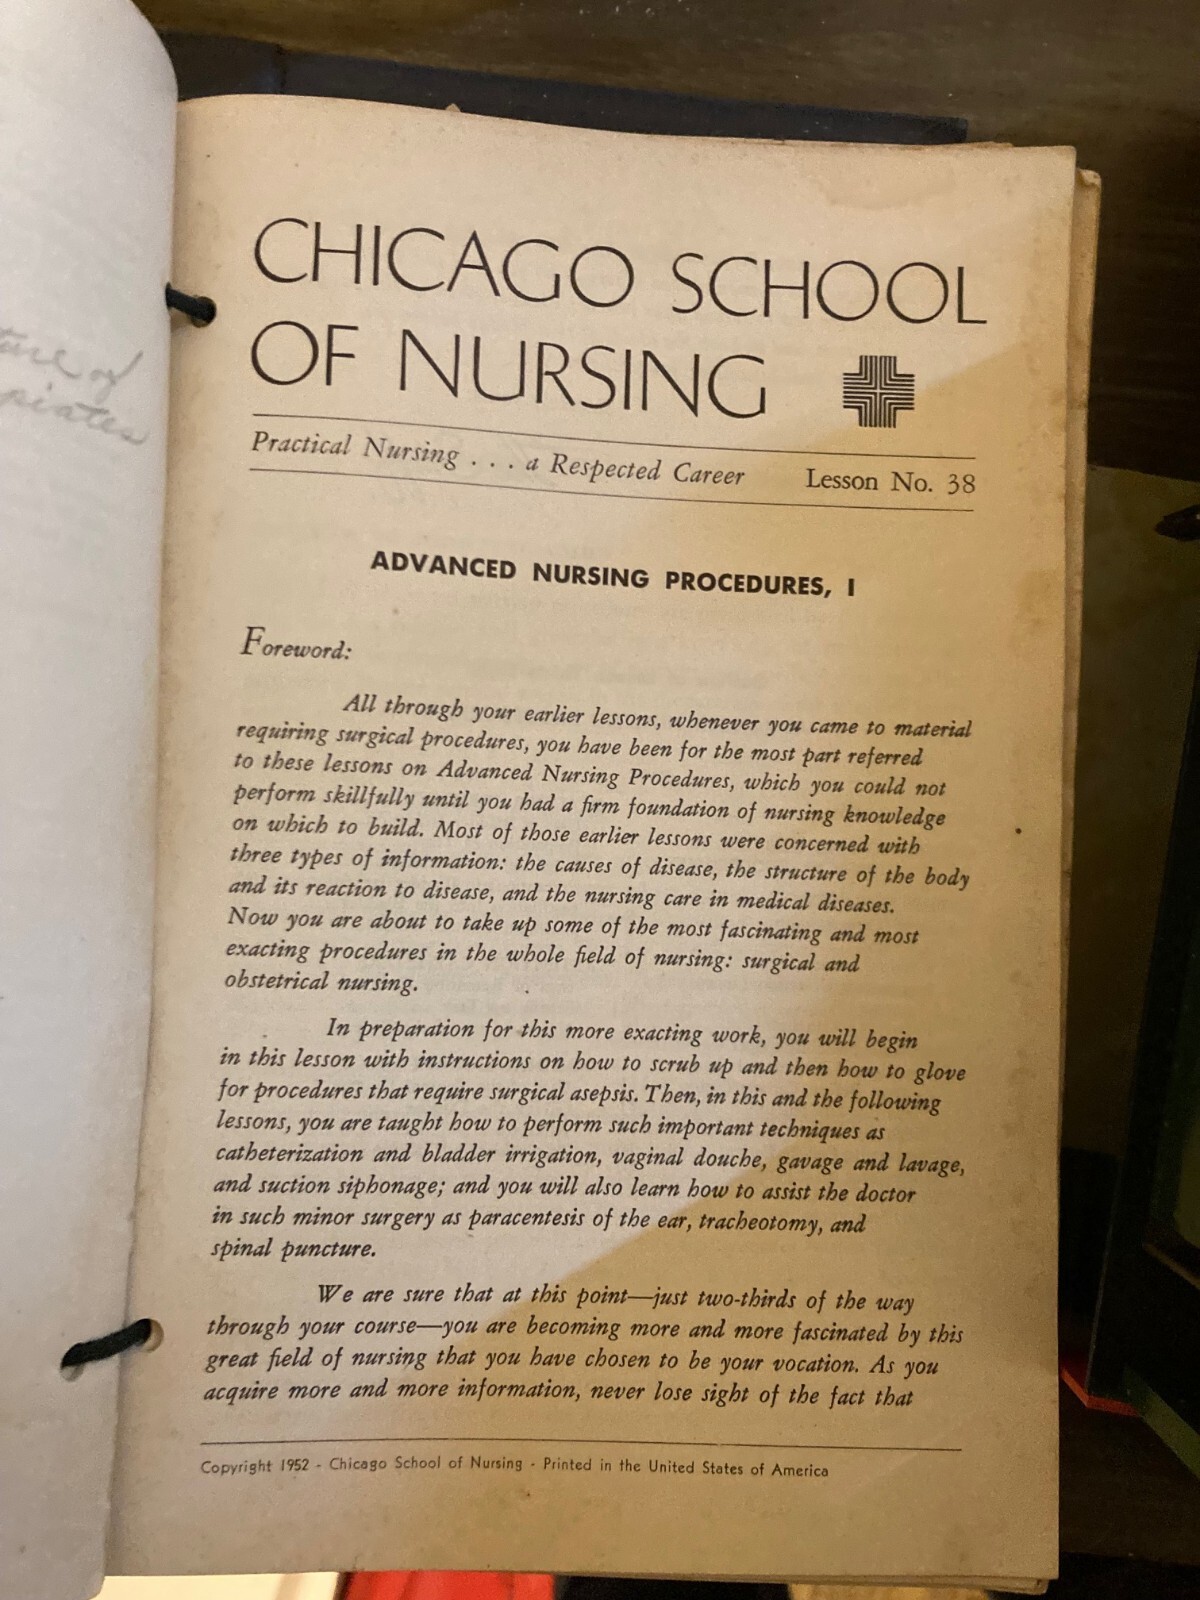 of
CHICAGO SCHOOL
OF NURSING
Practical Nursing . . . a Respected Career Lesson No. 38
ADVANCED NURSING PROCEDURES, I
Foreword:
All through your earlier lessons, whenever you came to material
requiring surgical procedures, you have been for the most part referred
to these lessons on Advanced Nursing Procedures, which you could not
perform skillfully until you had a firm foundation of nursing knowledge
on which to build. Most of those earlier lessons were concerned with
three types of information: the causes of disease, the structure of the body
and its reaction to disease, and the nursing care in medical diseases.
Now you are about to take up some of the most fascinating and most
exacting procedures in the whole field of nursing: surgical and
obstetrical nursing.
In preparation for this more exacting work, you will begin
in this lesson with instructions on how to scrub up and then how to glove
for procedures that require surgical asepsis. Then, in this and the following
lessons, you are taught how to perform such important techniques as
catheterization and bladder irrigation, vaginal douche, gavage and lavage,
and suction siphonage; and you will also learn how to assist the doctor
in such minor surgery as paracentesis of the ear, tracheotomy, and
spinal puncture.
We are sure that at this point—just two-thirds of the way
through your course—you are becoming more and more fascinated by this
great field of nursing that you have chosen to be your vocation. As you
acquire more and more information, never lose sight of the fact that
Copyright 1952 - Chicago School of Nursing - Printed in the United States of America